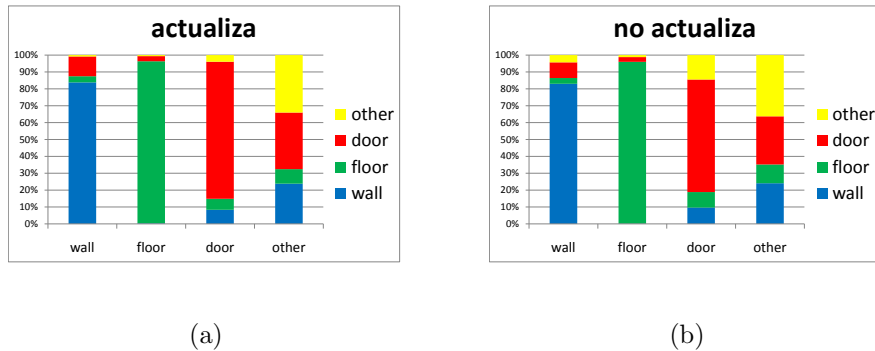 actualiza
100%
90%
80%
70%
60%
50%
40%
30%
20%
10%
0%
wall floor door other
other
door
floor
wall
(a)
no actualiza
100%
90%
80%
70%
60%
50%
40%
30%
20%
10%
0%
wall floor door other
other
door
floor
wall
(b)